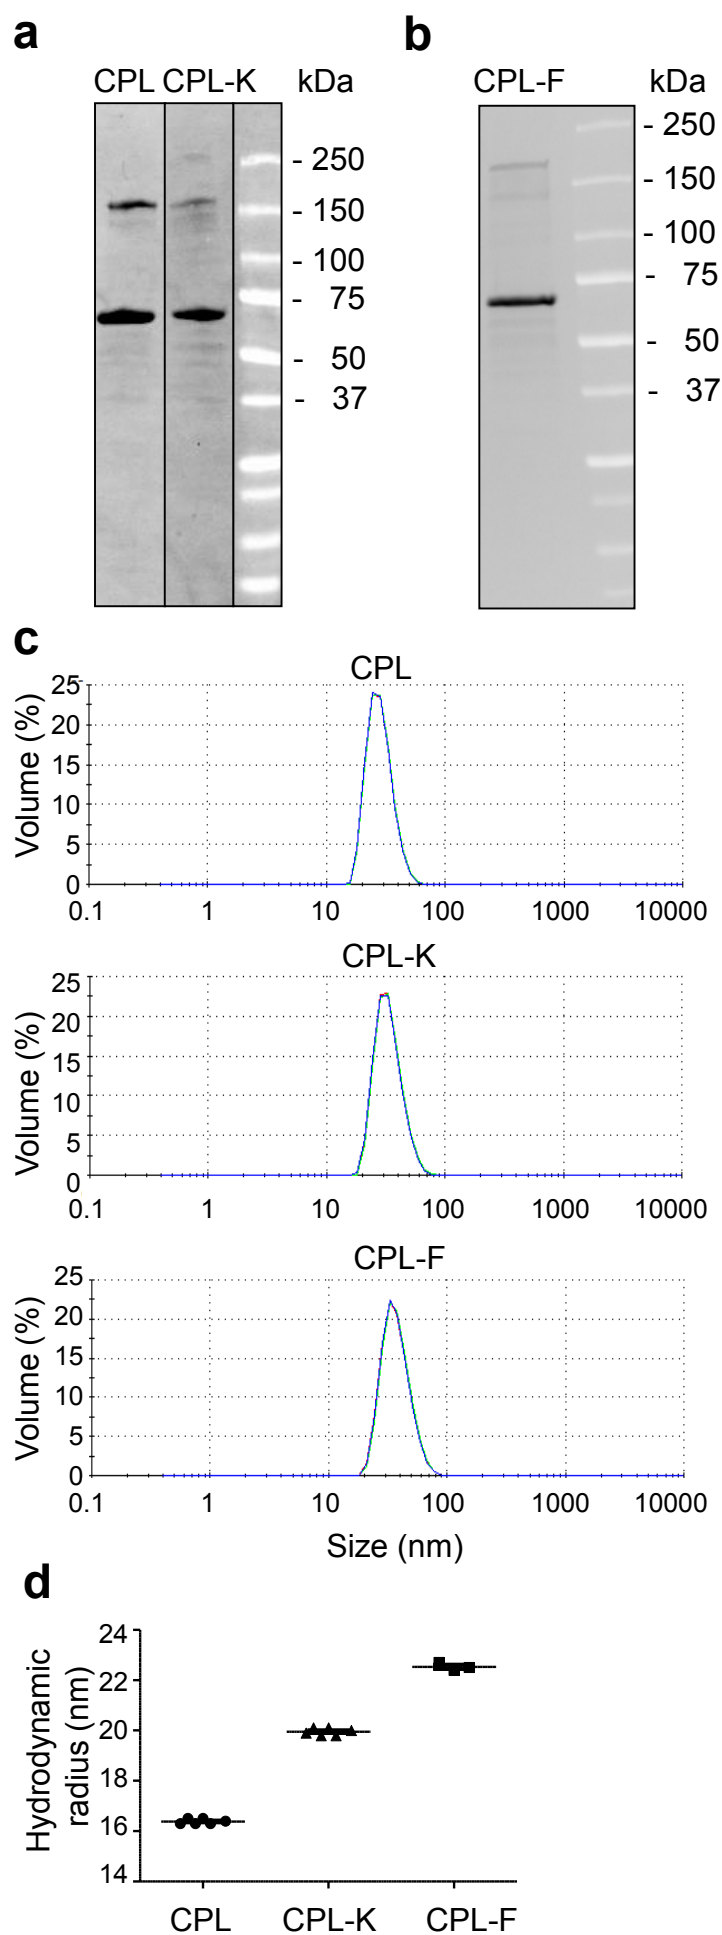 a
CPL CPL-K kDa
- 250
- 150
- 100
- 75
- 50
- 37
b
CPL-F kDa
- 250
- 150
- 100
- 75
- 50
- 37
c
CPL
Volume (%)
25
20
15
10
5
0
0.1 1 10 100 1000 10000
CPL-K
Volume (%)
25
20
15
10
5
0
0.1 1 10 100 1000 10000
CPL-F
Volume (%)
25
20
15
10
5
0
0.1 1 10 100 1000 10000
Size (nm)
d
Hydrodynamic
radius (nm)
24
22
20
18
16
14
CPL CPL-K CPL-F